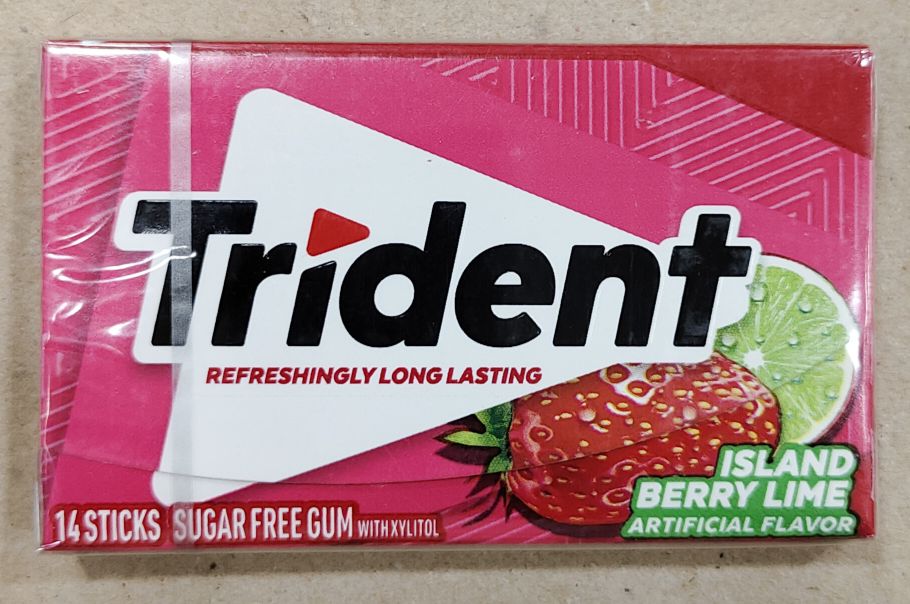 Trident
REFRESHINGLY LONG LASTING
ISLAND
BERRY LIME
ARTIFICIAL FLAVOR
14 STICKS SUGAR FREE GUM WITH XYLITOL